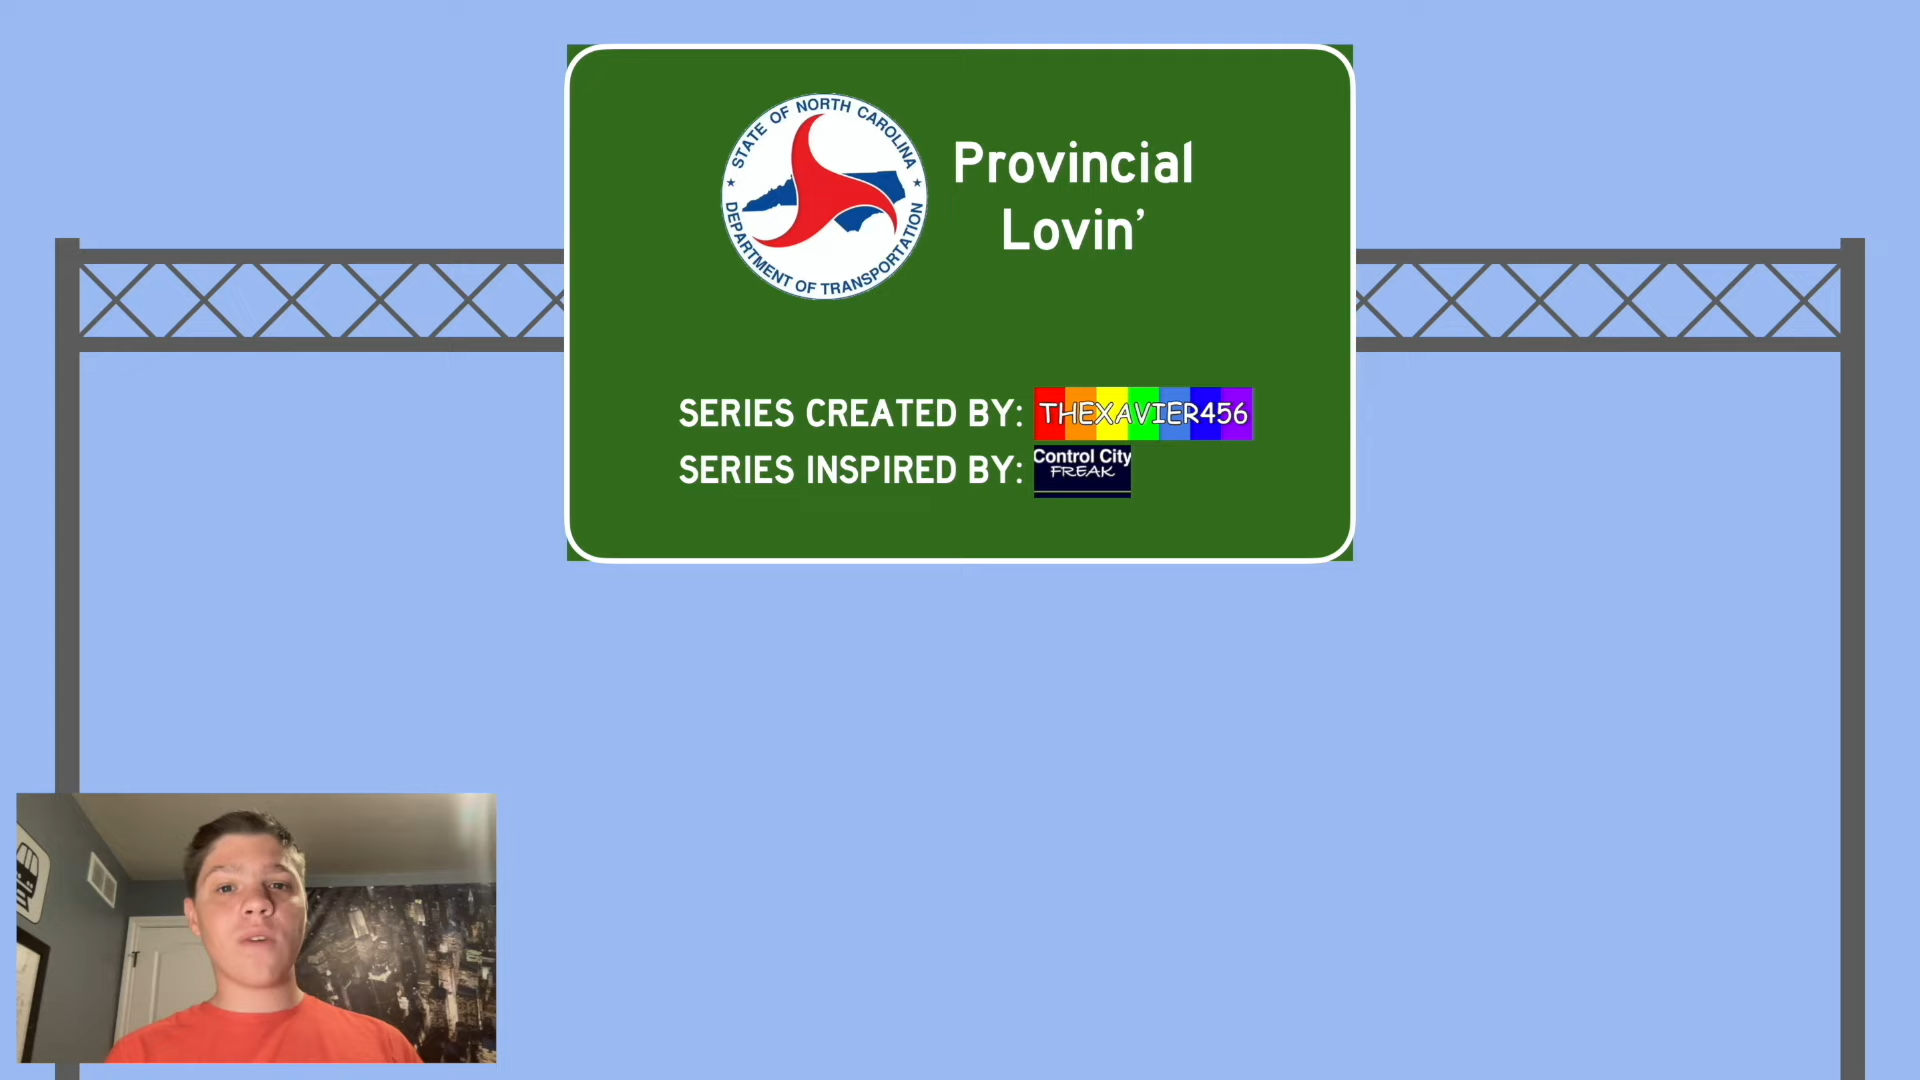 STATE OF NORTH CAROLINA
DEPARTMENT OF TRANSPORTATION
Provincial
Lovin’
SERIES CREATED BY: THEXAVIER456
SERIES INSPIRED BY: Control City
FREAK